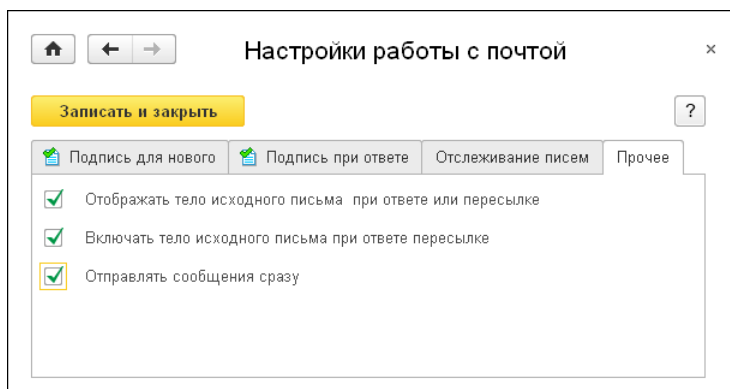 Настройки работы с почтой
Записать и закрыть
?
Подпись для нового
Подпись при ответе
Отслеживание писем
Прочее
Отображать тело исходного письма при ответе или пересылке
Включать тело исходного письма при ответе пересылке
Отправлять сообщения сразу